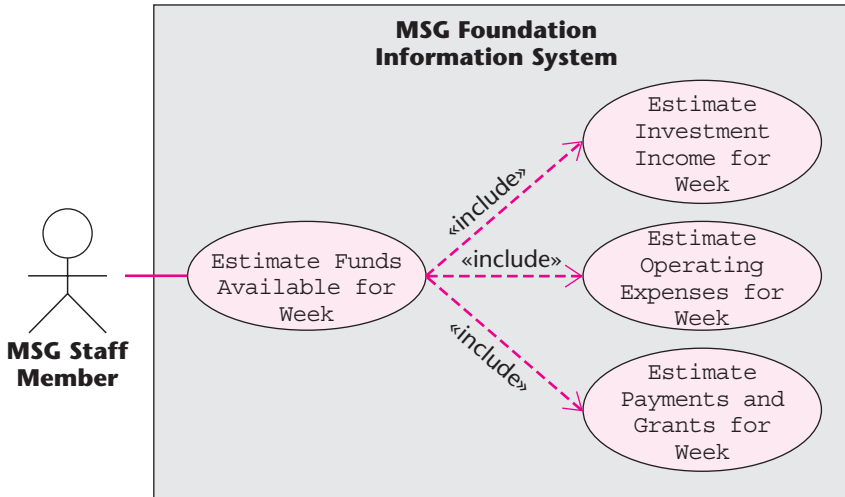 MSG Foundation
Information System
Estimate
Investment
Income for
Week
«include»
MSG Staff
Member
Estimate Funds
Available for
Week
«include»
Estimate
Operating
Expenses for
Week
«include»
Estimate
Payments and
Grants for
Week